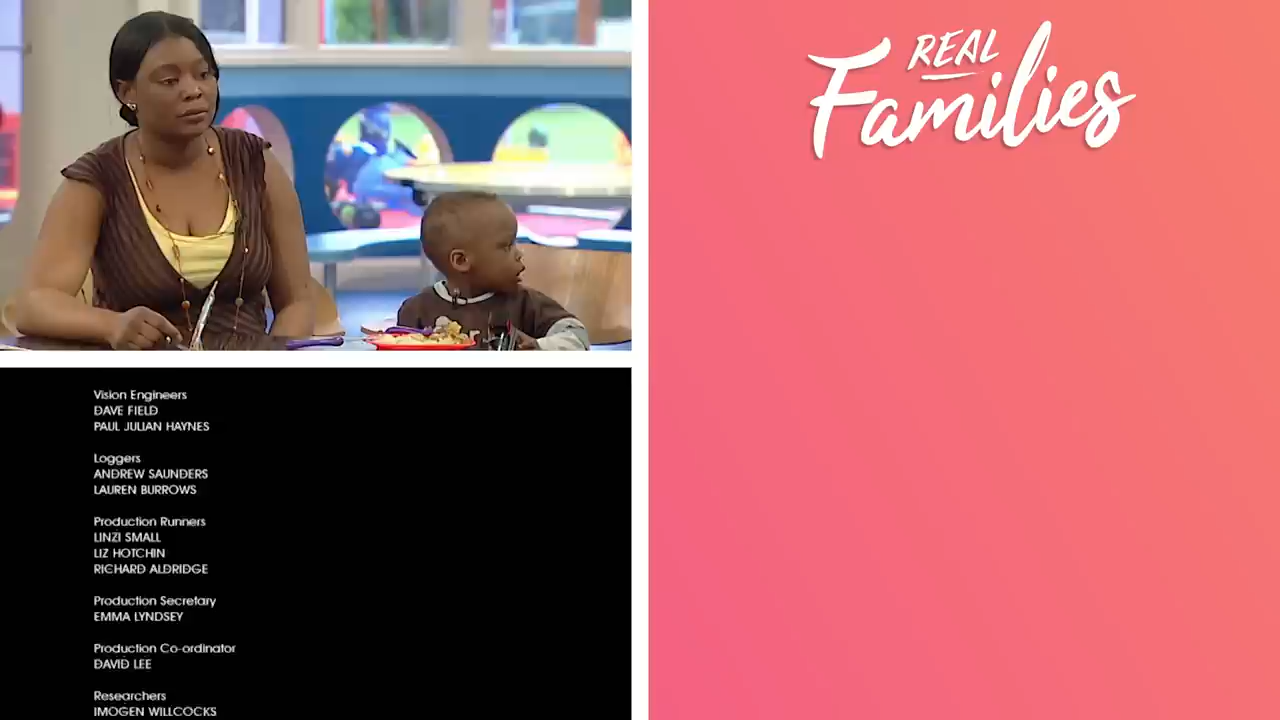 REAL
Families
Vision Engineers
DAVE FIELD
PAUL JULIAN HAYNES
Loggers
ANDREW SAUNDERS
LAUREN BURROWS
Production Runners
LINZI SMALL
LIZ HOTCHIN
RICHARD ALDRIDGE
Production Secretary
EMMA LYNDSEY
Production Co-ordinator
DAVID LEE
Researchers
IMOGEN WILLCOCKS